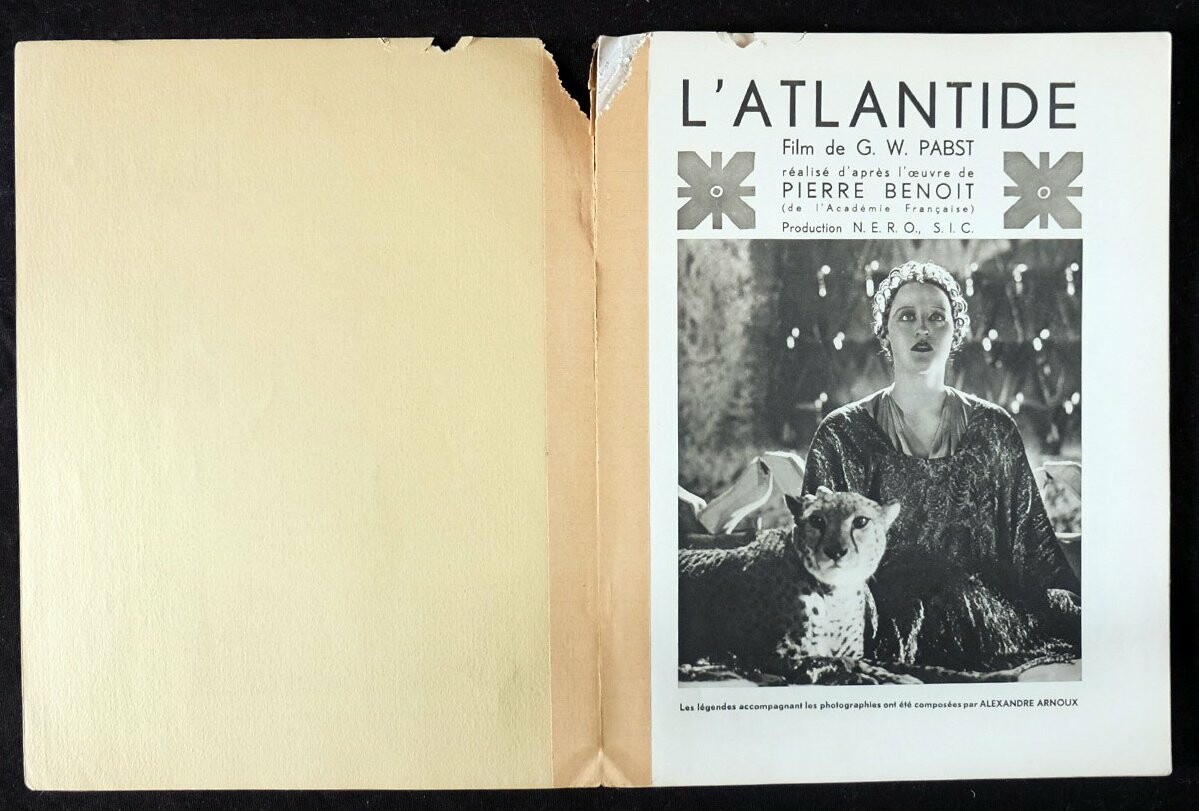 L'ATLANTIDE
Film de G. W. PABST
réalisé d'après l'œuvre de
PIERRE BENOIT
(de l'Académie Française)
Production N. E. R. O., S. I. C.
Les légendes accompagnant les photographies ont été composées par ALEXANDRE ARNOUX